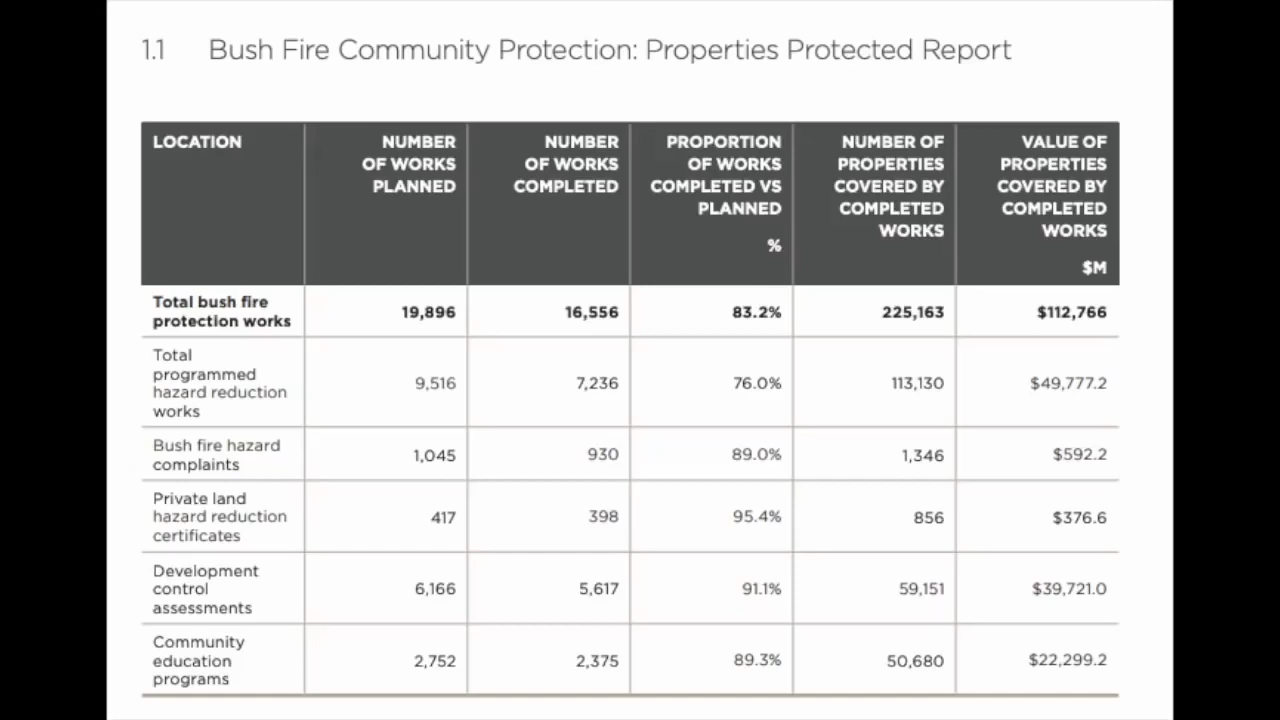 1.1 Bush Fire Community Protection: Properties Protected Report
LOCATION
NUMBER
OF WORKS
PLANNED
NUMBER
OF WORKS
COMPLETED
PROPORTION
OF WORKS
COMPLETED VS
PLANNED
%
NUMBER OF
PROPERTIES
COVERED BY
COMPLETED
WORKS
VALUE OF
PROPERTIES
COVERED BY
COMPLETED
WORKS
$M
Total bush fire
protection works
19,896
16,556
83.2%
225,163
$112,766
Total
programmed
hazard reduction
works
9,516
7,236
76.0%
113,130
$49,777.2
Bush fire hazard
complaints
1,045
930
89.0%
1,346
$592.2
Private land
hazard reduction
certificates
417
398
95.4%
856
$376.6
Development
control
assessments
6,166
5,617
91.1%
59,151
$39,721.0
Community
education
programs
2,752
2,375
89.3%
50,680
$22,299.2